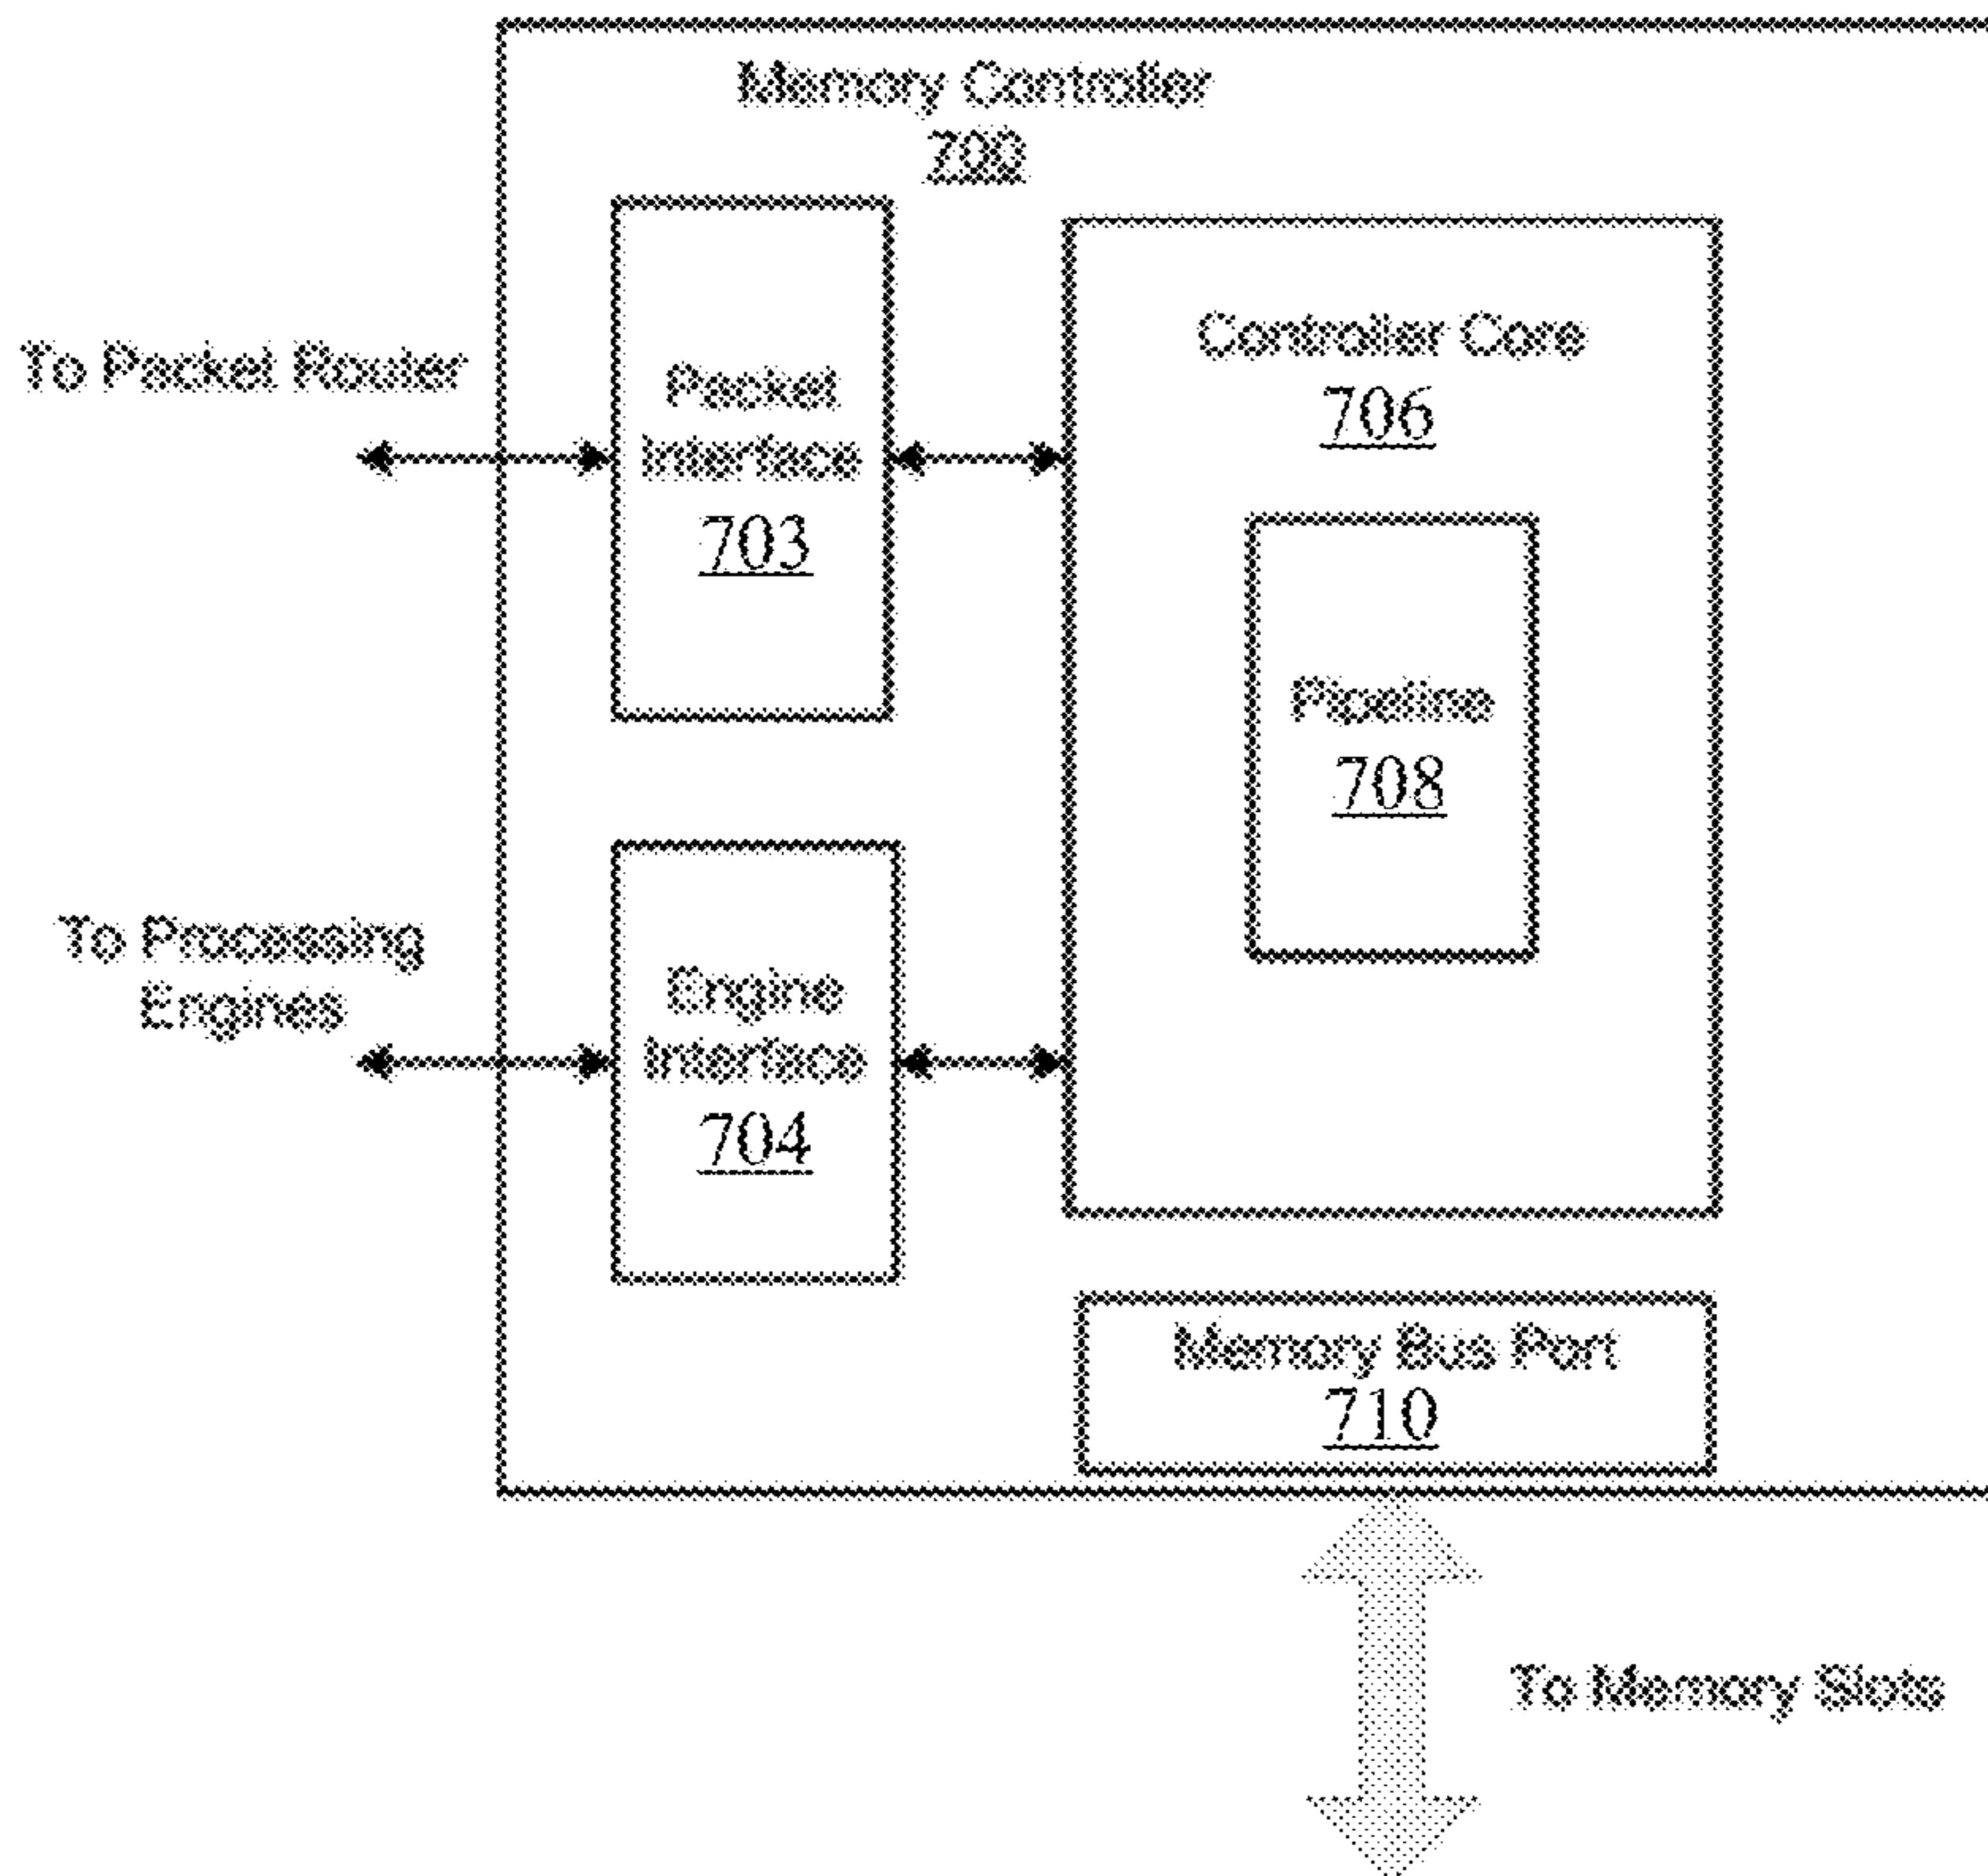 Memory Controller
700
To Packet Router
Packet
Interface
703
Controller Core
706
Pipeline
708
To Processing
Engines
Engine
Interface
704
Memory Bus Port
710
To Memory Slots